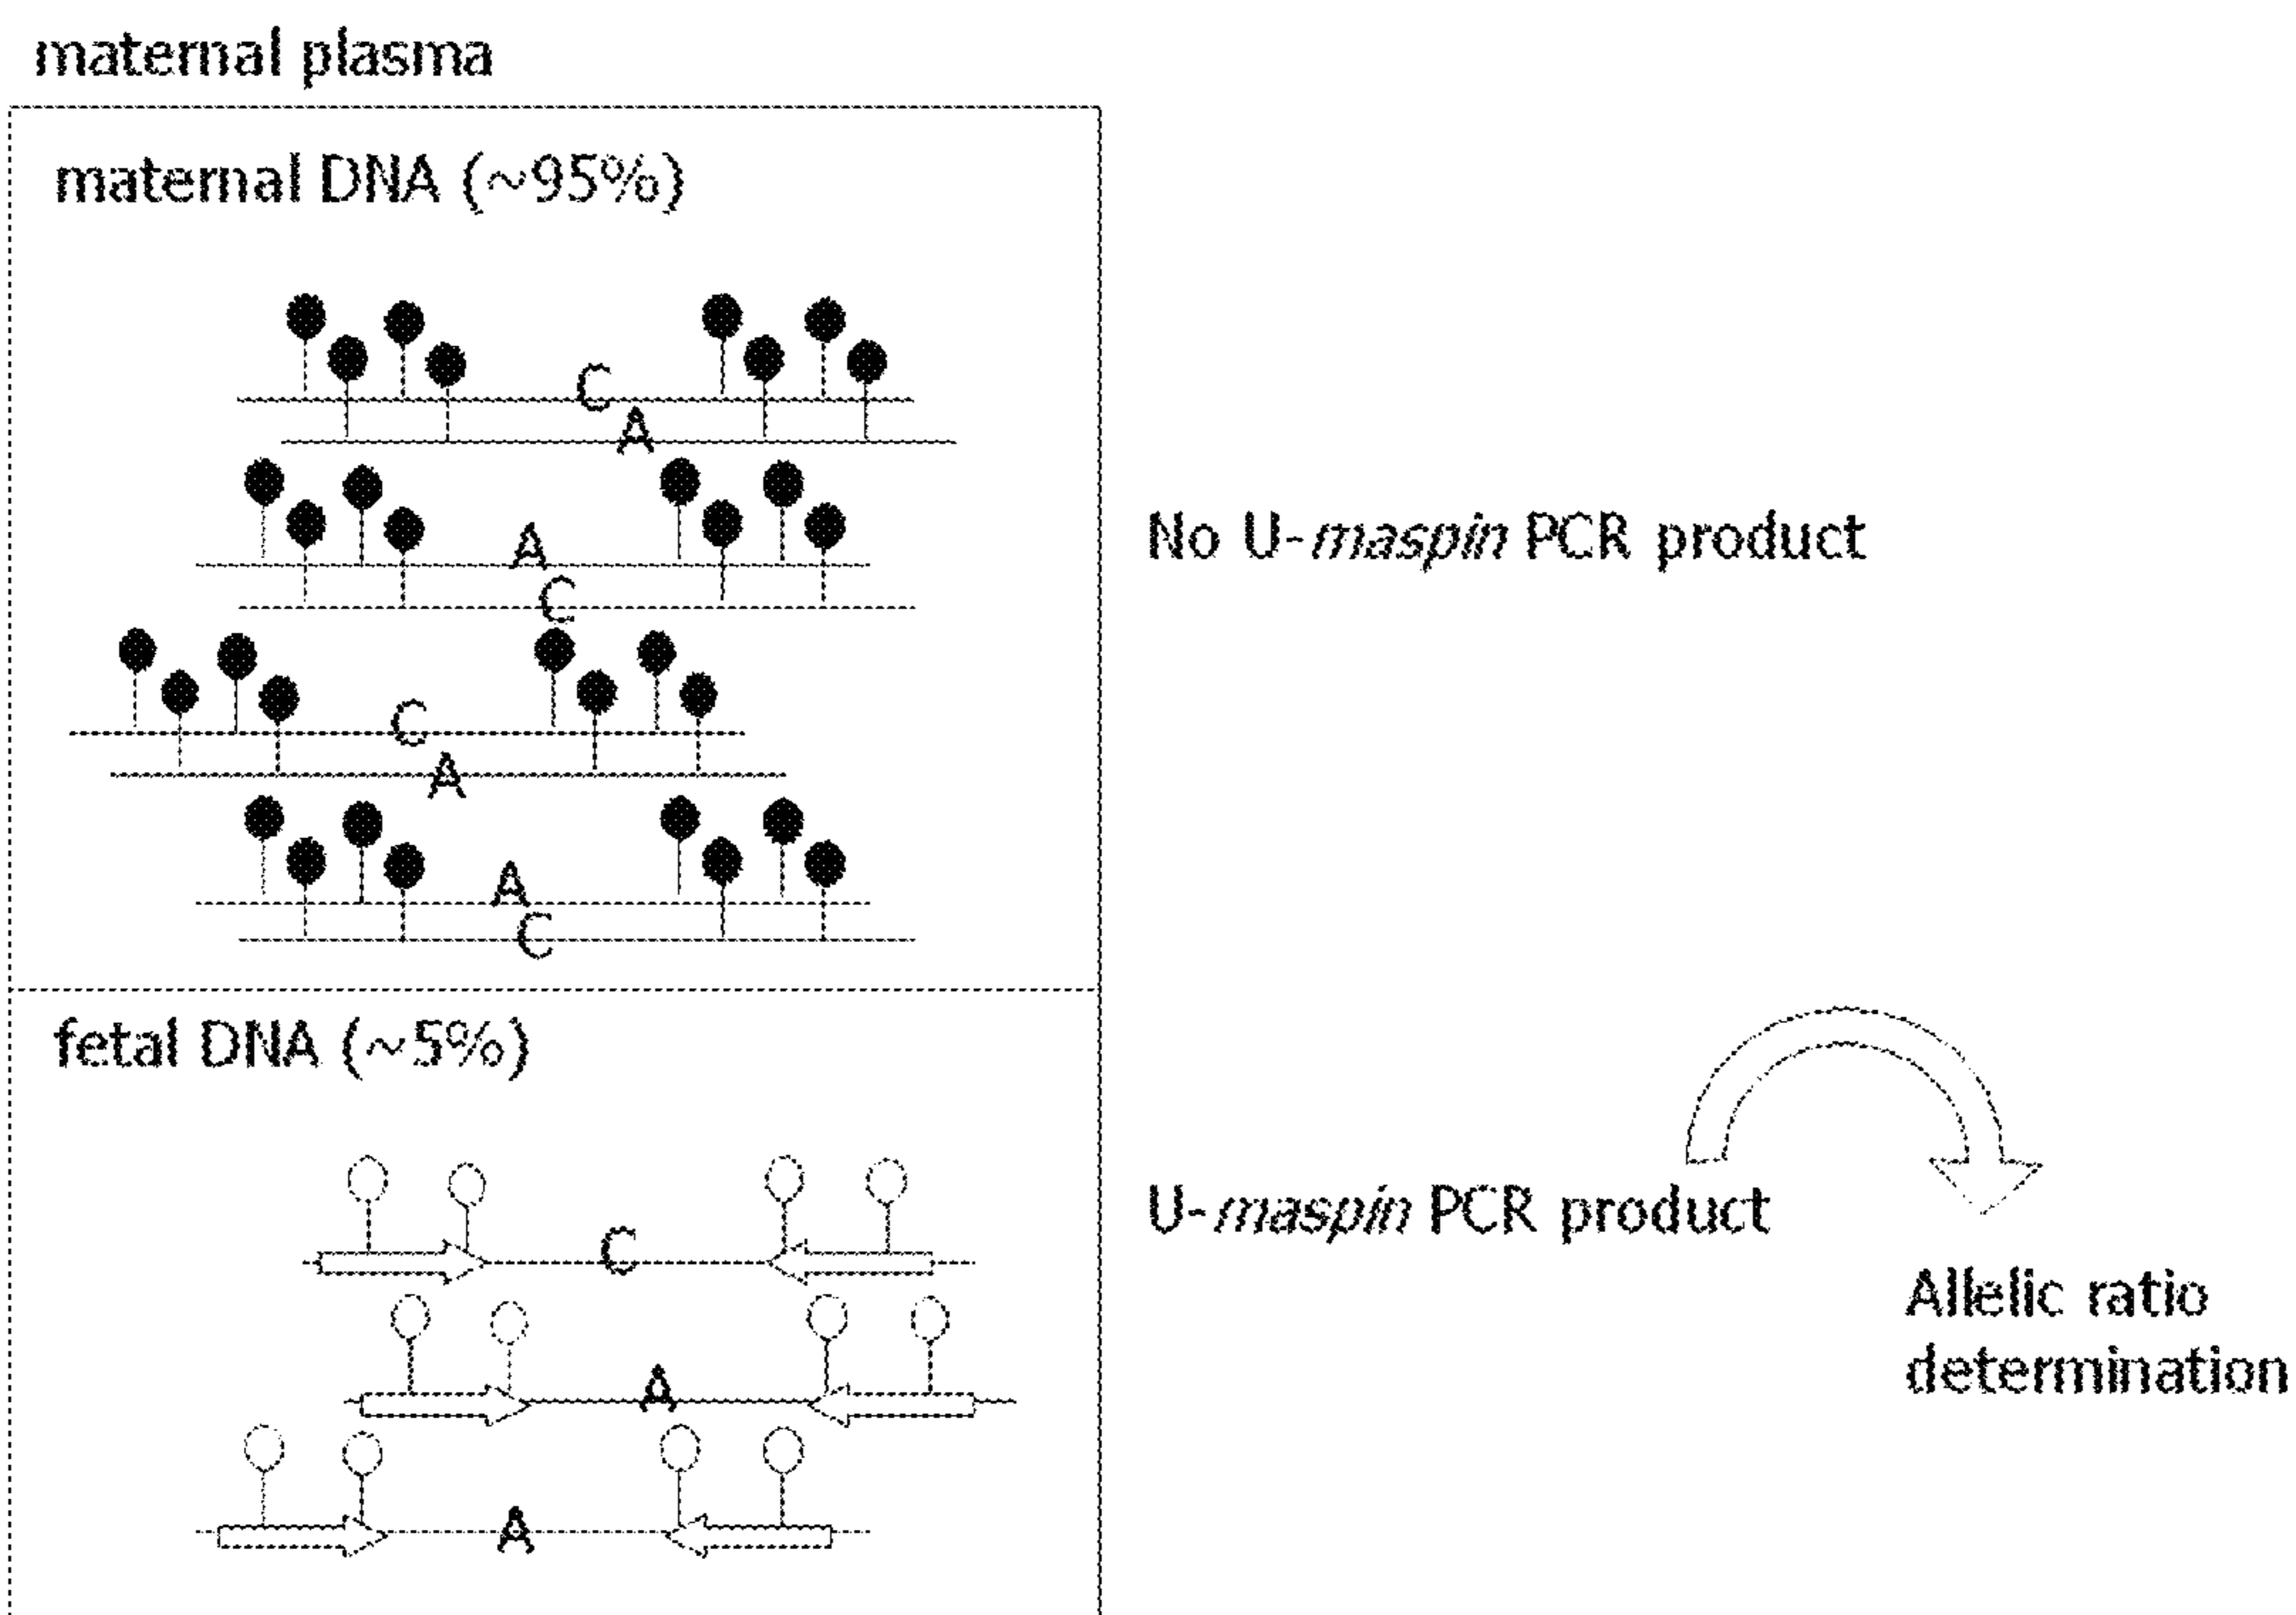 maternal plasma
maternal DNA (~95%)
C
A
A
C
No U-maspin PCR product
C
A
A
C
fetal DNA (~5%)
C
U-maspin PCR product
A
Allelic ratio
determination
A